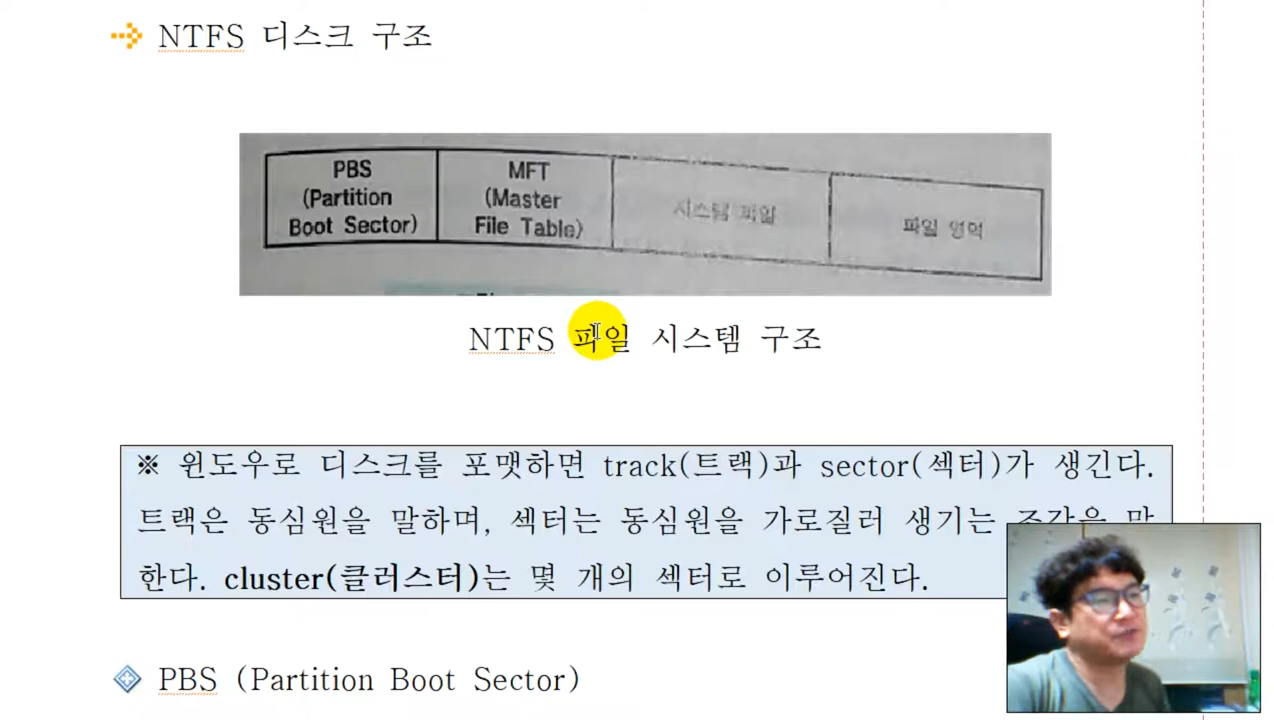 NTFS 디스크 구조
PBS
(Partition
Boot Sector)
MFT
(Master
File Table)
시스템 파일
파일 영역
NTFS 파일 시스템 구조
※ 윈도우로 디스크를 포맷하면 track(트랙)과 sector(섹터)가 생긴다.
트랙은 동심원을 말하며, 섹터는 동심원을 가로질러 생기는
한다. cluster(클러스터)는 몇 개의 섹터로 이루어진다.
PBS (Partition Boot Sector)